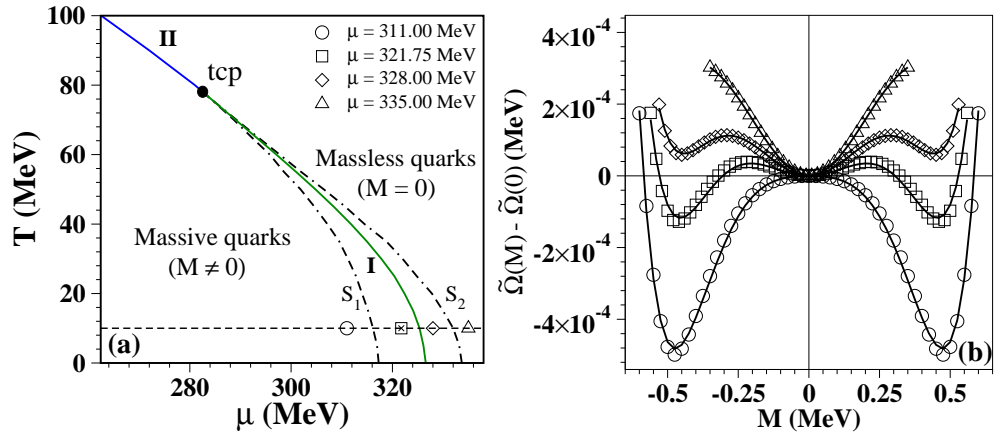 100
80
60
40
20
0
T (MeV)
II
tcp
μ = 311.00 MeV
μ = 321.75 MeV
μ = 328.00 MeV
μ = 335.00 MeV
Massless quarks
(M = 0)
Massive quarks
(M ≠ 0)
I
S₁
S₂
(a)
280
300
320
μ (MeV)
4×10⁻⁴
2×10⁻⁴
0
-2×10⁻⁴
-4×10⁻⁴
Ω̃(M) - Ω̃(0) (MeV)
(b)
-0.5
-0.25
0
0.25
0.5
M (MeV)